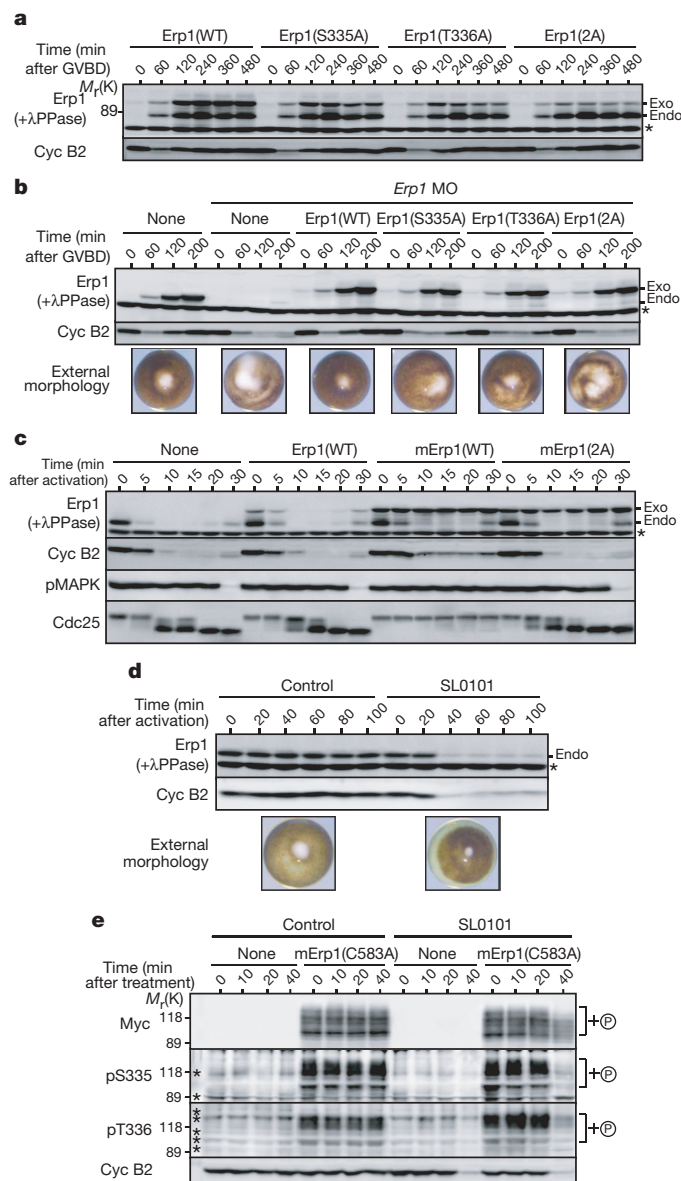 a
Erp1(WT) Erp1(S335A) Erp1(T336A) Erp1(2A)
Time (min
after GVBD)
0 60 120 240 360 480 0 60 120 240 360 480 0 60 120 240 360 480 0 60 120 240 360 480
Mr(K)
Erp1
(+λPPase)
89
Exo
Endo
*
Cyc B2
b
Erp1 MO
None None Erp1(WT) Erp1(S335A) Erp1(T336A) Erp1(2A)
Time (min
after GVBD)
0 60 120 200 0 60 120 200 0 60 120 200 0 60 120 200 0 60 120 200 0 60 120 200
Erp1
(+λPPase)
Exo
Endo
*
Cyc B2
External
morphology
c
None Erp1(WT) mErp1(WT) mErp1(2A)
Time (min
after activation)
0 5 10 15 20 30 0 5 10 15 20 30 0 5 10 15 20 30 0 5 10 15 20 30
Erp1
(+λPPase)
Exo
Endo
*
Cyc B2
pMAPK
Cdc25
d
Control SL0101
Time (min
after activation)
0 20 40 60 80 100 0 20 40 60 80 100
Erp1
(+λPPase)
Endo
*
Cyc B2
External
morphology
e
Control SL0101
None mErp1(C583A) None mErp1(C583A)
Time (min
after treatment)
0 10 20 40 0 10 20 40 0 10 20 40 0 10 20 40
Mr(K)
Myc
118
89
+Ⓟ
pS335
* 118
* 89
+Ⓟ
pT336
*
*
118
*
*
89 *
+Ⓟ
Cyc B2